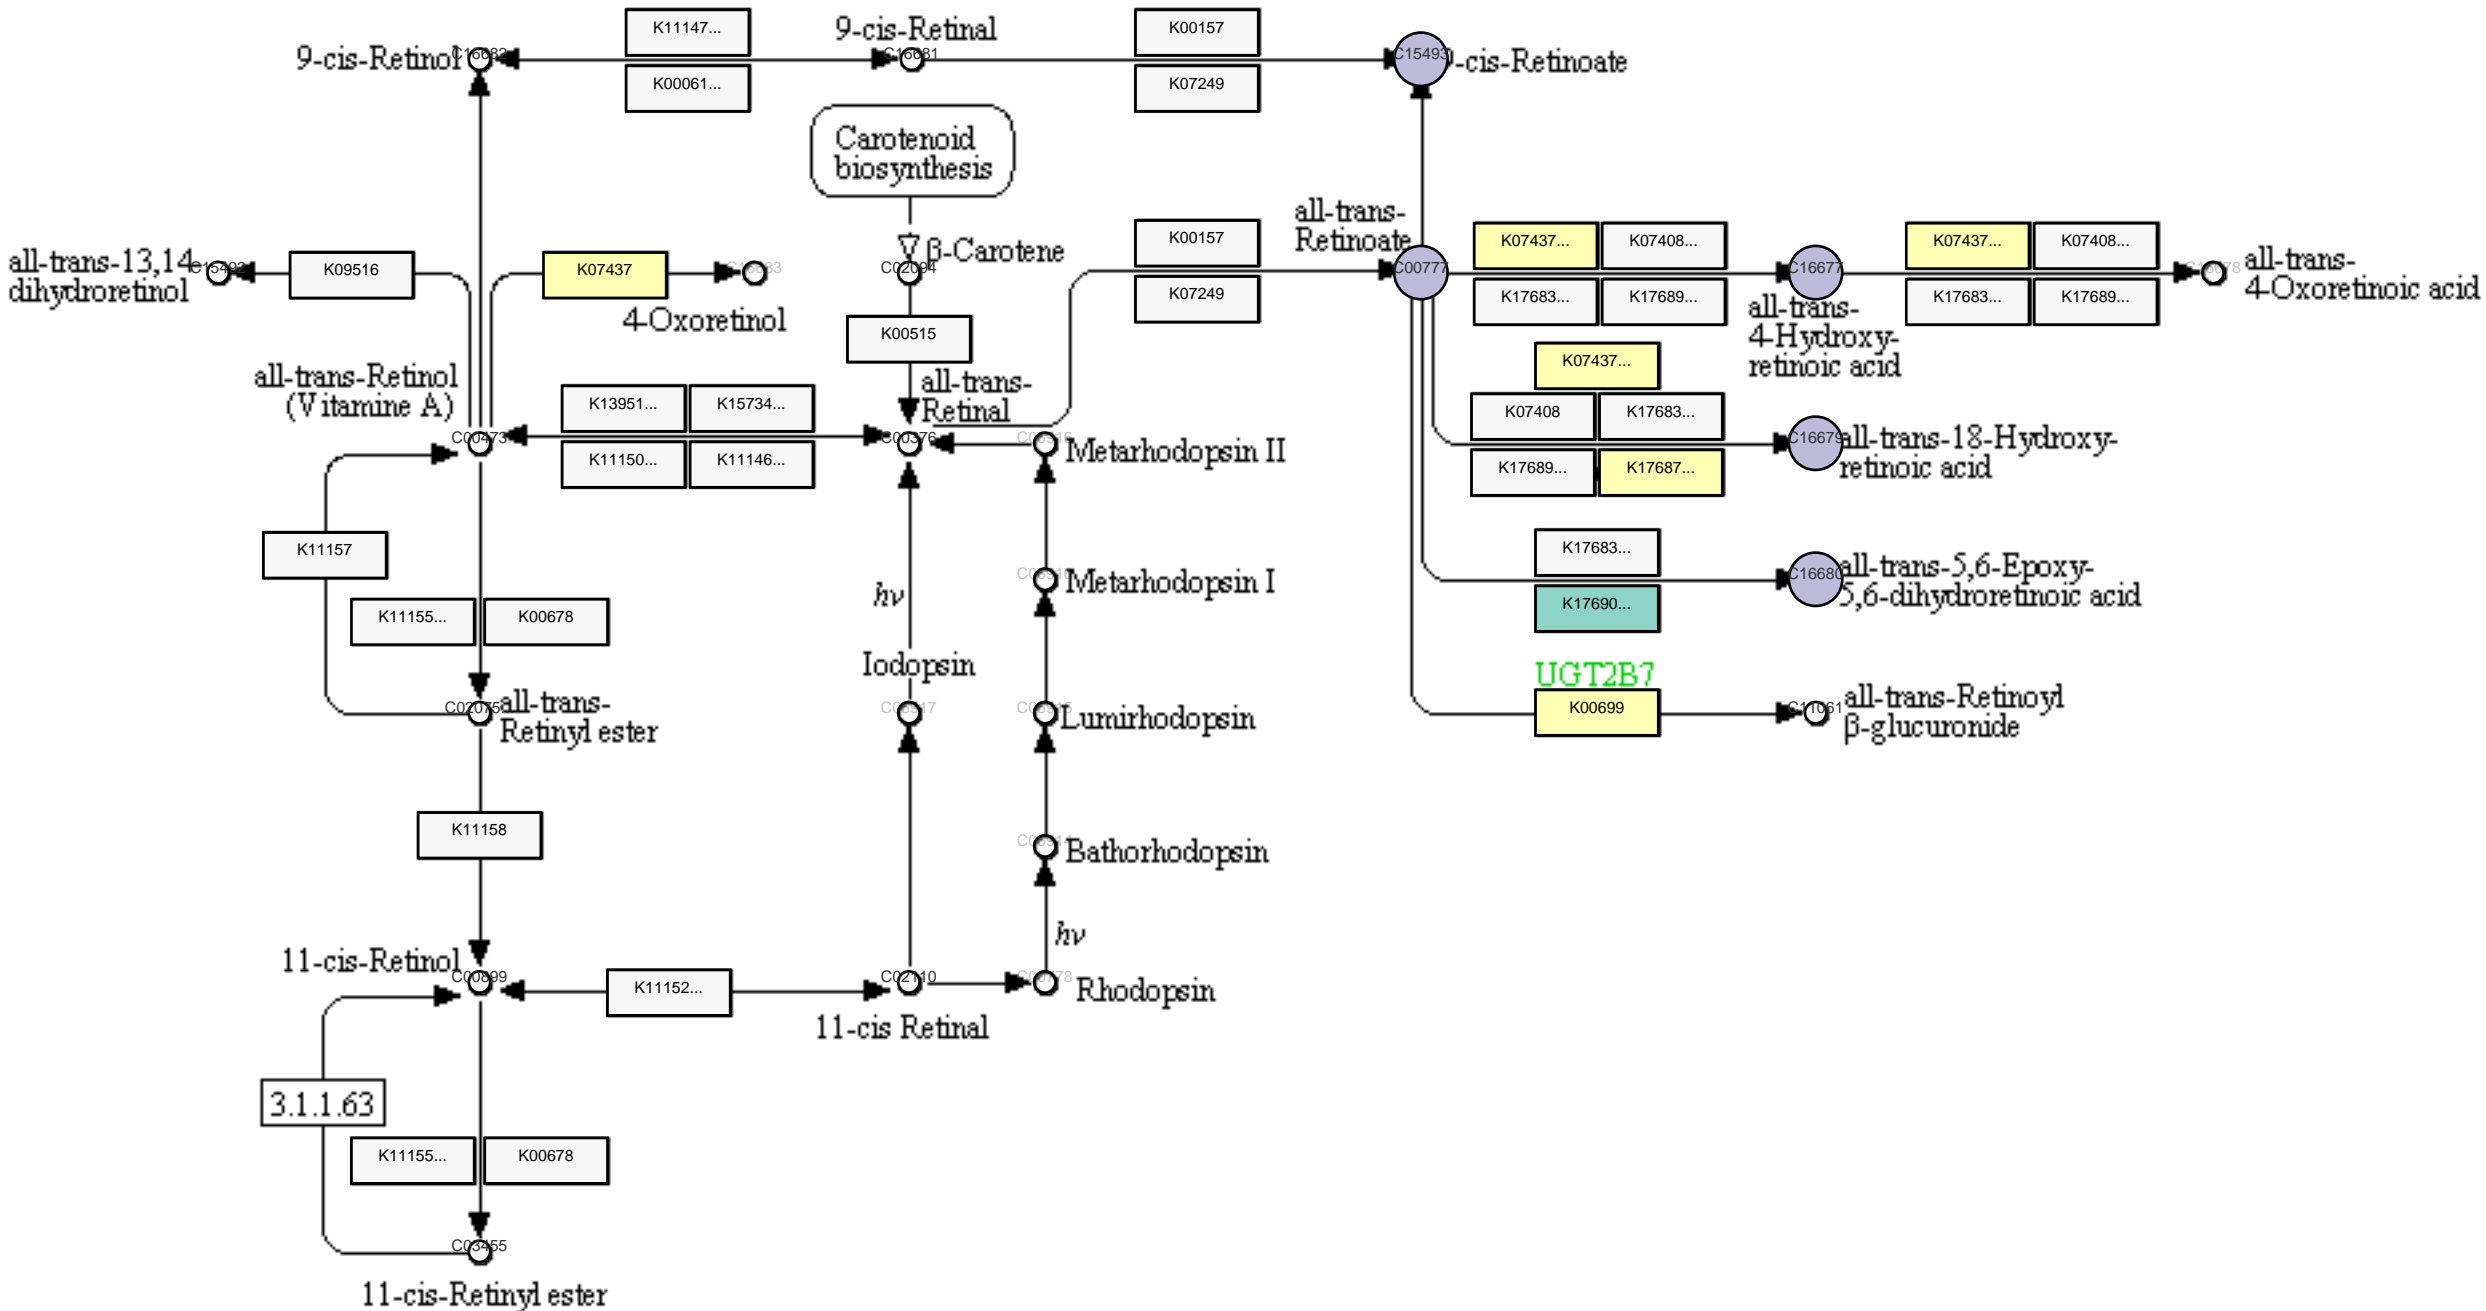 K11147...
9-cis-Retinal
K00157
9-cis-Retinol
C15493
-cis-Retinoate
K00061...
K07249
Carotenoid
biosynthesis
all-trans-
Retinoate
K00157
β-Carotene
C02094
K07249
all-trans-13,14
dihydroretinol
K09516
K07437
4-Oxoretinol
K00515
C00777
K07437...
K07408...
K17683...
K17689...
C16677
all-trans-
4-Hydroxy-
retinoic acid
K07437...
K07408...
K17683...
K17689...
all-trans-
4-Oxoretinoic acid
all-trans-Retinol
(Vitamine A)
C00473
K13951...
K15734...
K11150...
K11146...
all-trans-
Retinal
C00376
Metarhodopsin II
K07437...
K07408
K17683...
K17689...
K17687...
C16679
all-trans-18-Hydroxy-
retinoic acid
K11157
hν
Metarhodopsin I
K17683...
K17690...
C16680
all-trans-5,6-Epoxy-
5,6-dihydroretinoic acid
K11155...
K00678
Iodopsin
UGT2B7
K00699
C11061
all-trans-Retinoyl
β-glucuronide
C02075
all-trans-
Retinyl ester
Lumirhodopsin
K11158
Bathorhodopsin
hν
11-cis-Retinol
C00899
K11152...
C02110
11-cis Retinal
Rhodopsin
3.1.1.63
K11155...
K00678
C03455
11-cis-Retinyl ester